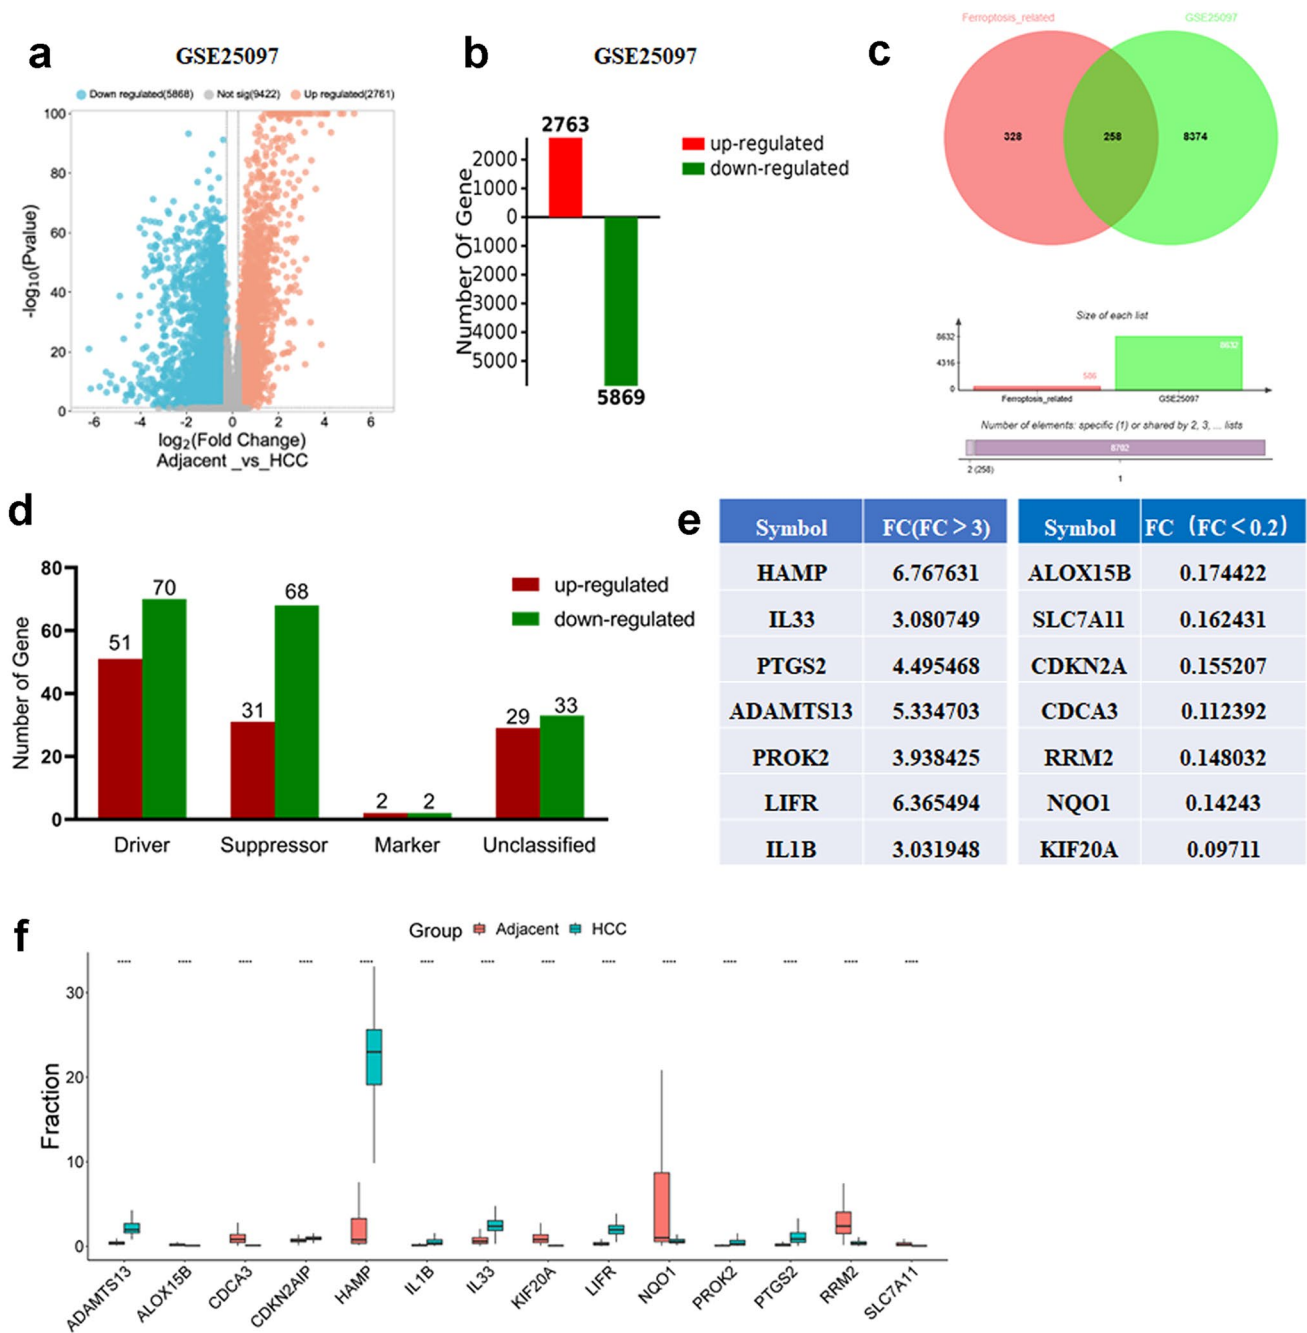 a
GSE25097
Down regulated(5868) Not sig(9422) Up regulated(2761)
100
80
60
40
20
0
-log10(Pvalue)
-6 -4 -2 0 2 4 6
log2(Fold Change)
Adjacent _vs_HCC
b
GSE25097
2763
up-regulated
down-regulated
2000
1000
0
1000
2000
3000
4000
5000
Number Of Gene
5869
c
Ferroptosis_related GSE25097
328 258 8374
Size of each list
8632
4316
0
586 8632
Ferroptosis_related GSE25097
Number of elements: specific (1) or shared by 2, 3, ... lists
8702
2 (258)
1
d
80
60
40
20
0
Number of Gene
up-regulated
down-regulated
51 70 31 68 2 2 29 33
Driver Suppressor Marker Unclassified
e
Symbol FC(FC > 3) Symbol FC (FC < 0.2)
HAMP 6.767631 ALOX15B 0.174422
IL33 3.080749 SLC7A11 0.162431
PTGS2 4.495468 CDKN2A 0.155207
ADAMTS13 5.334703 CDCA3 0.112392
PROK2 3.938425 RRM2 0.148032
LIFR 6.365494 NQO1 0.14243
IL1B 3.031948 KIF20A 0.09711
f
Group Adjacent HCC
**** **** **** **** **** **** **** **** **** **** **** **** **** ****
30
20
10
0
Fraction
ADAMTS13 ALOX15B CDCA3 CDKN2AIP HAMP IL1B IL33 KIF20A LIFR NQO1 PROK2 PTGS2 RRM2 SLC7A11